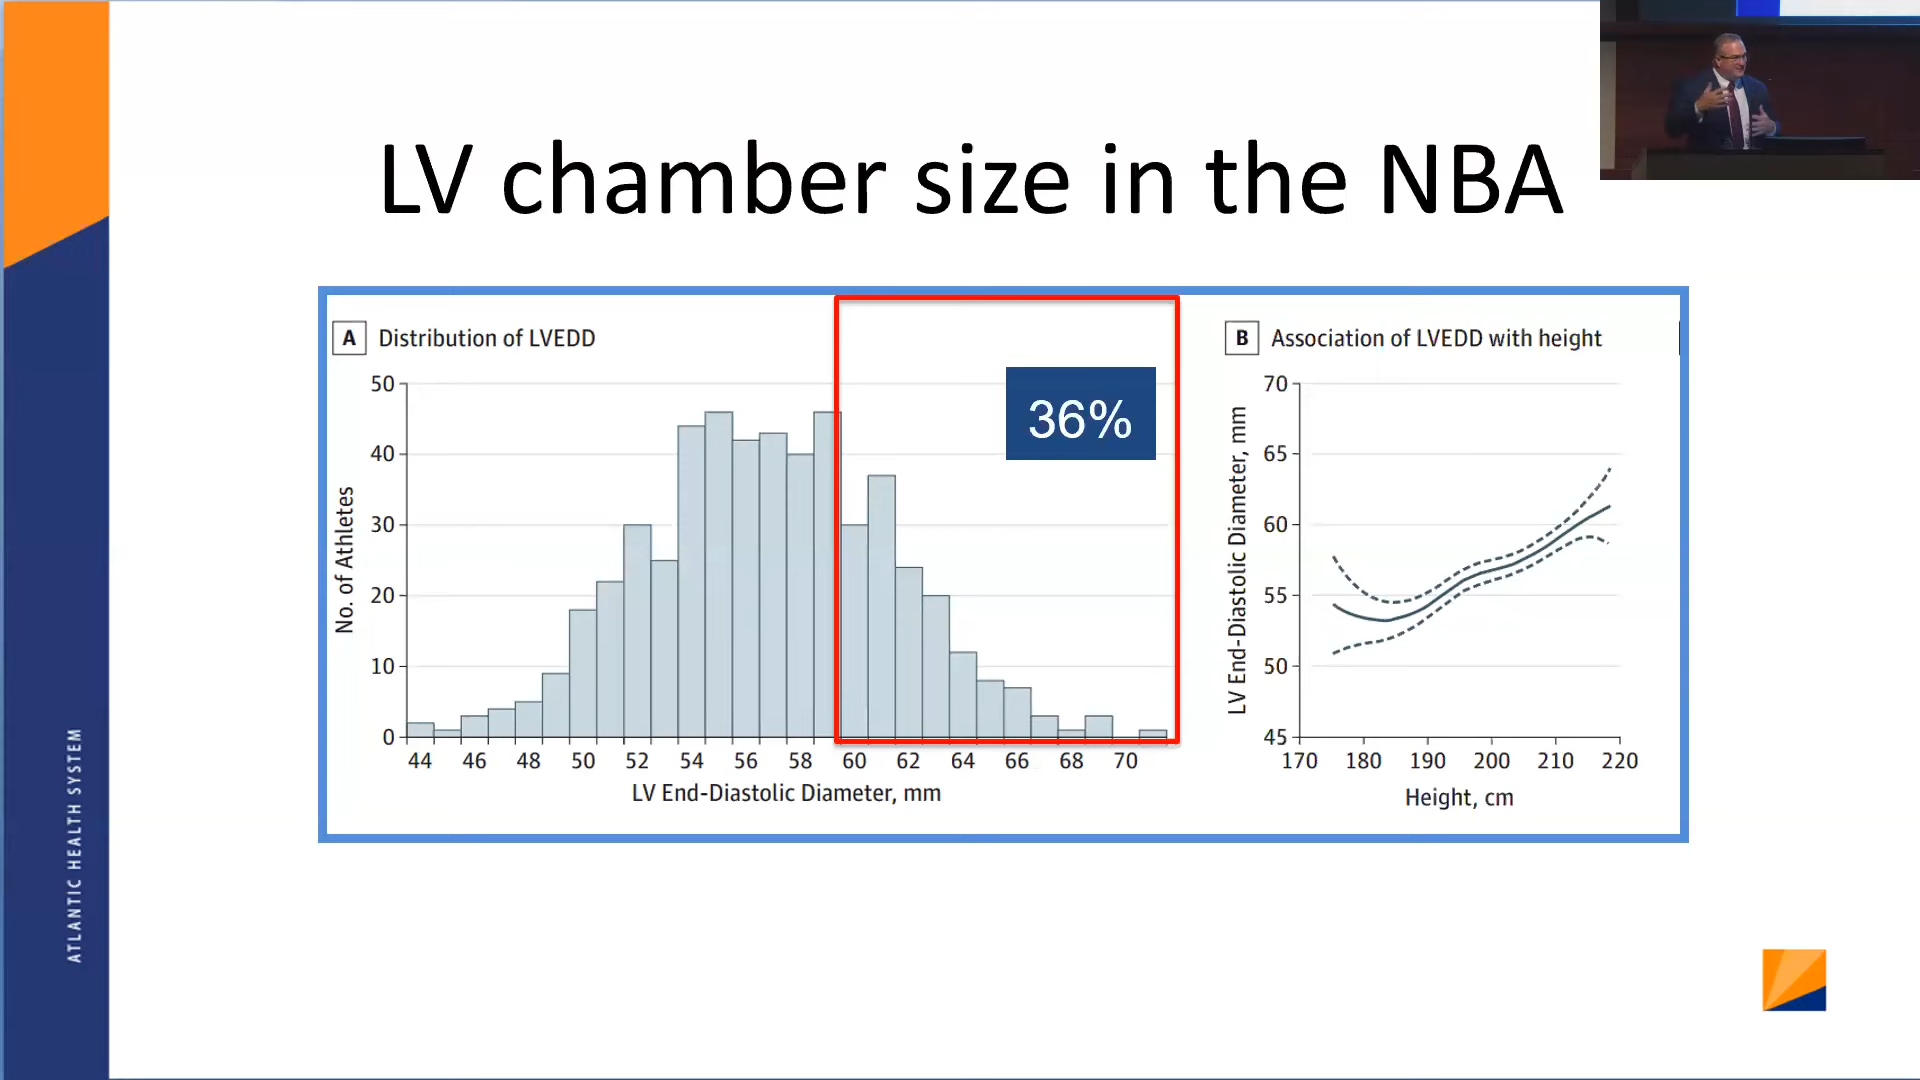 LV chamber size in the NBA
A Distribution of LVEDD
50
40
30
20
10
0
No. of Athletes
44 46 48 50 52 54 56 58 60 62 64 66 68 70
LV End-Diastolic Diameter, mm
36%
B Association of LVEDD with height
70
65
60
55
50
45
LV End-Diastolic Diameter, mm
170 180 190 200 210 220
Height, cm
ATLANTIC HEALTH SYSTEM